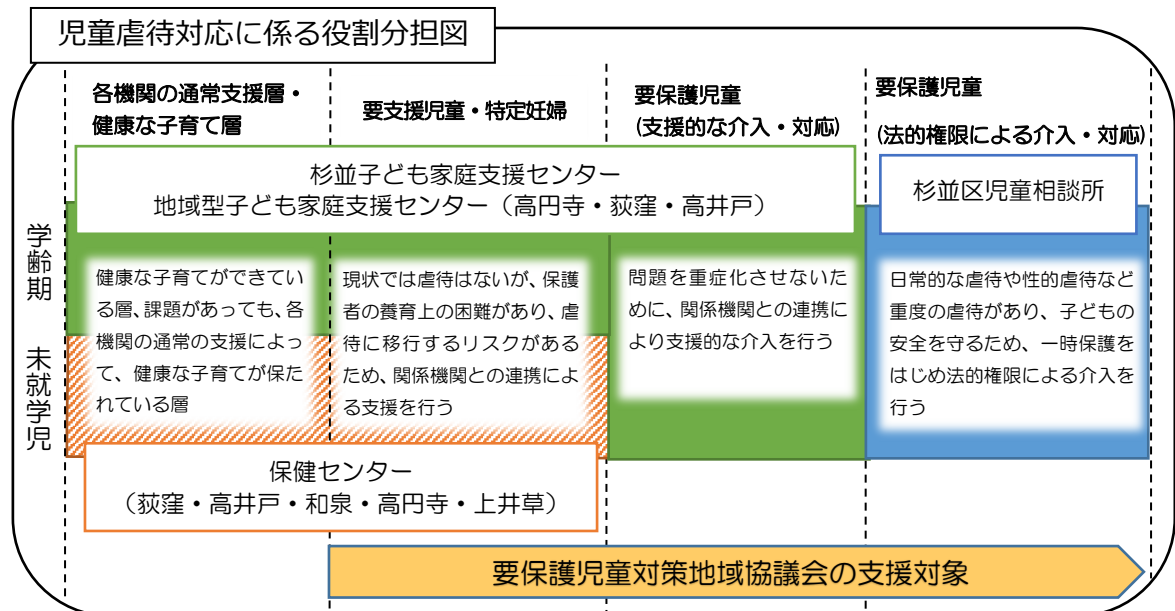 児童虐待対応に係る役割分担図
各機関の通常支援層・
健康な子育て層
要支援児童・特定妊婦
要保護児童
(支援的な介入・対応)
要保護児童
(法的権限による介入・対応)
杉並子ども家庭支援センター
地域型子ども家庭支援センター（高円寺・荻窪・高井戸）
杉並区児童相談所
学齢期
未就学児
健康な子育てができてい
る層、課題があっても、各
機関の通常の支援によっ
て、健康な子育てが保た
れている層
現状では虐待はないが、保護
者の養育上の困難があり、虐
待に移行するリスクがある
ため、関係機関との連携によ
る支援を行う
問題を重症化させないた
めに、関係機関との連携に
より支援的な介入を行う
日常的な虐待や性的虐待など
重度の虐待があり、子どもの
安全を守るため、一時保護を
はじめ法的権限による介入を
行う
保健センター
（荻窪・高井戸・和泉・高円寺・上井草）
要保護児童対策地域協議会の支援対象